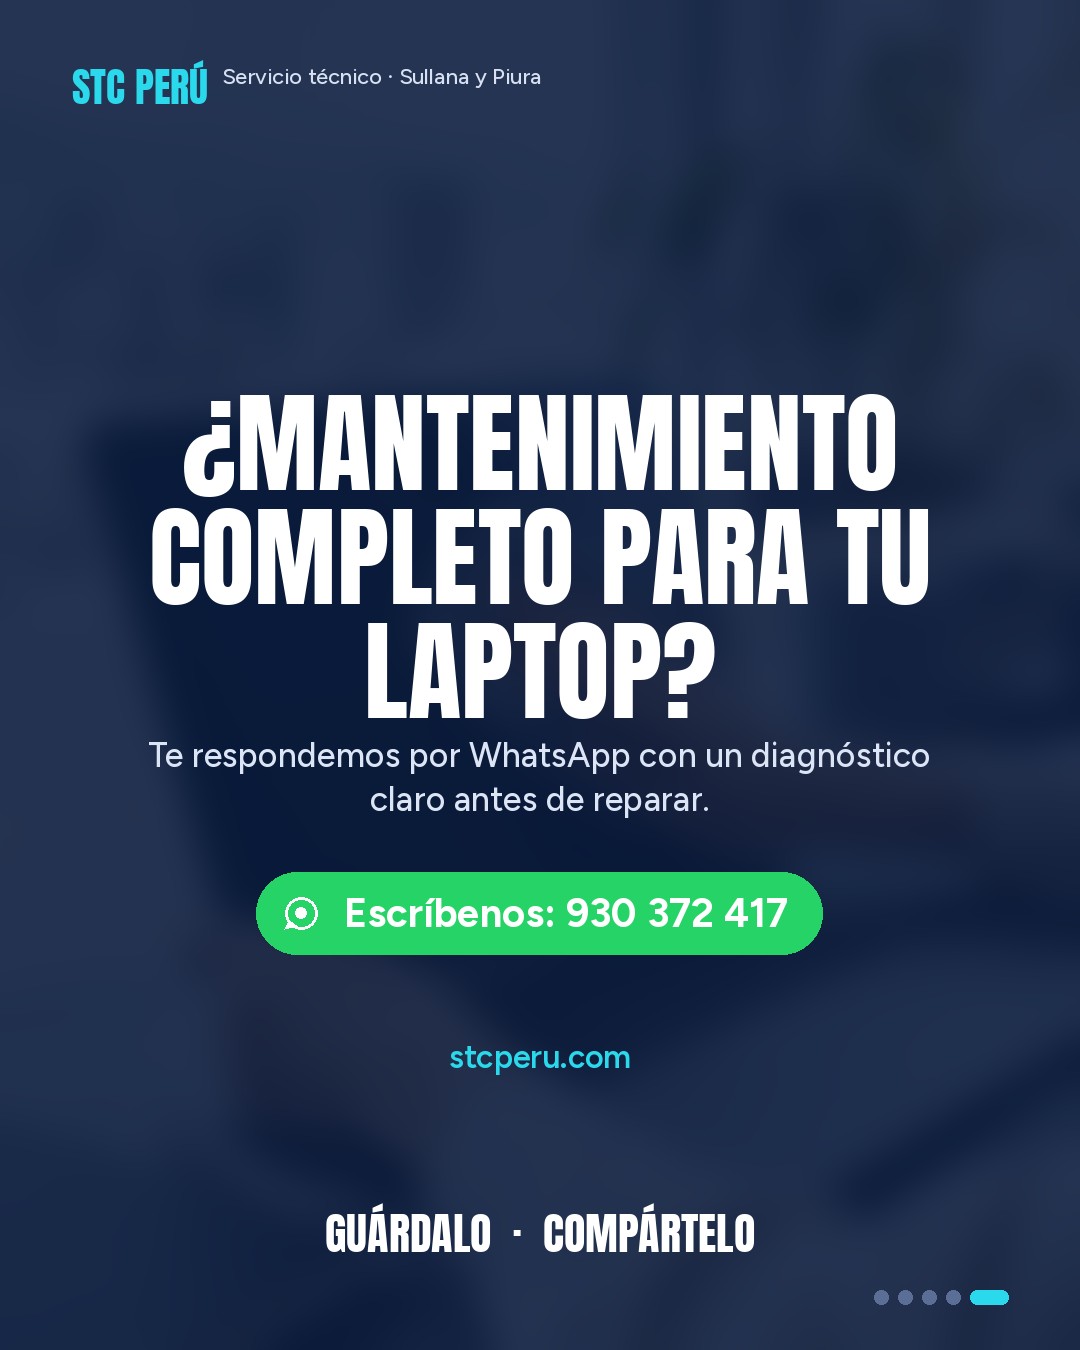 STC PERÚ Servicio técnico · Sullana y Piura
¿MANTENIMIENTO
COMPLETO PARA TU
LAPTOP?
Te respondemos por WhatsApp con un diagnóstico
claro antes de reparar.
Escríbenos: 930 372 417
stcperu.com
GUÁRDALO · COMPÁRTELO